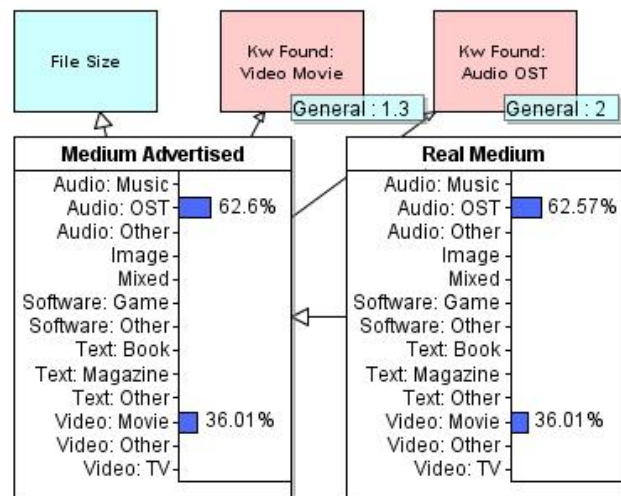 File Size
Kw Found:
Video Movie
General : 1.3
Kw Found:
Audio OST
General : 2
Medium Advertised
Audio: Music
Audio: OST 62.6%
Audio: Other
Image
Mixed
Software: Game
Software: Other
Text: Book
Text: Magazine
Text: Other
Video: Movie 36.01%
Video: Other
Video: TV
Real Medium
Audio: Music
Audio: OST 62.57%
Audio: Other
Image
Mixed
Software: Game
Software: Other
Text: Book
Text: Magazine
Text: Other
Video: Movie 36.01%
Video: Other
Video: TV